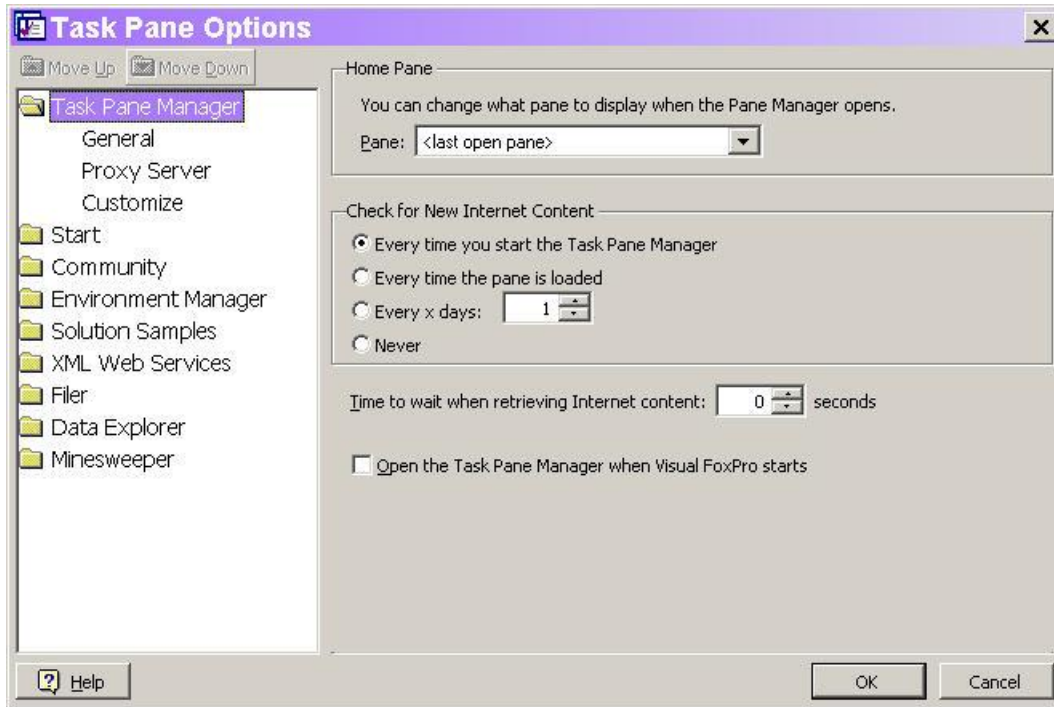 Task Pane Options
Move Up Move Down
Task Pane Manager
General
Proxy Server
Customize
Start
Community
Environment Manager
Solution Samples
XML Web Services
Filer
Data Explorer
Minesweeper
Home Pane
You can change what pane to display when the Pane Manager opens.
Pane: <last open pane>
Check for New Internet Content
Every time you start the Task Pane Manager
Every time the pane is loaded
Every x days: 1
Never
Time to wait when retrieving Internet content: 0 seconds
Open the Task Pane Manager when Visual FoxPro starts
Help
OK
Cancel